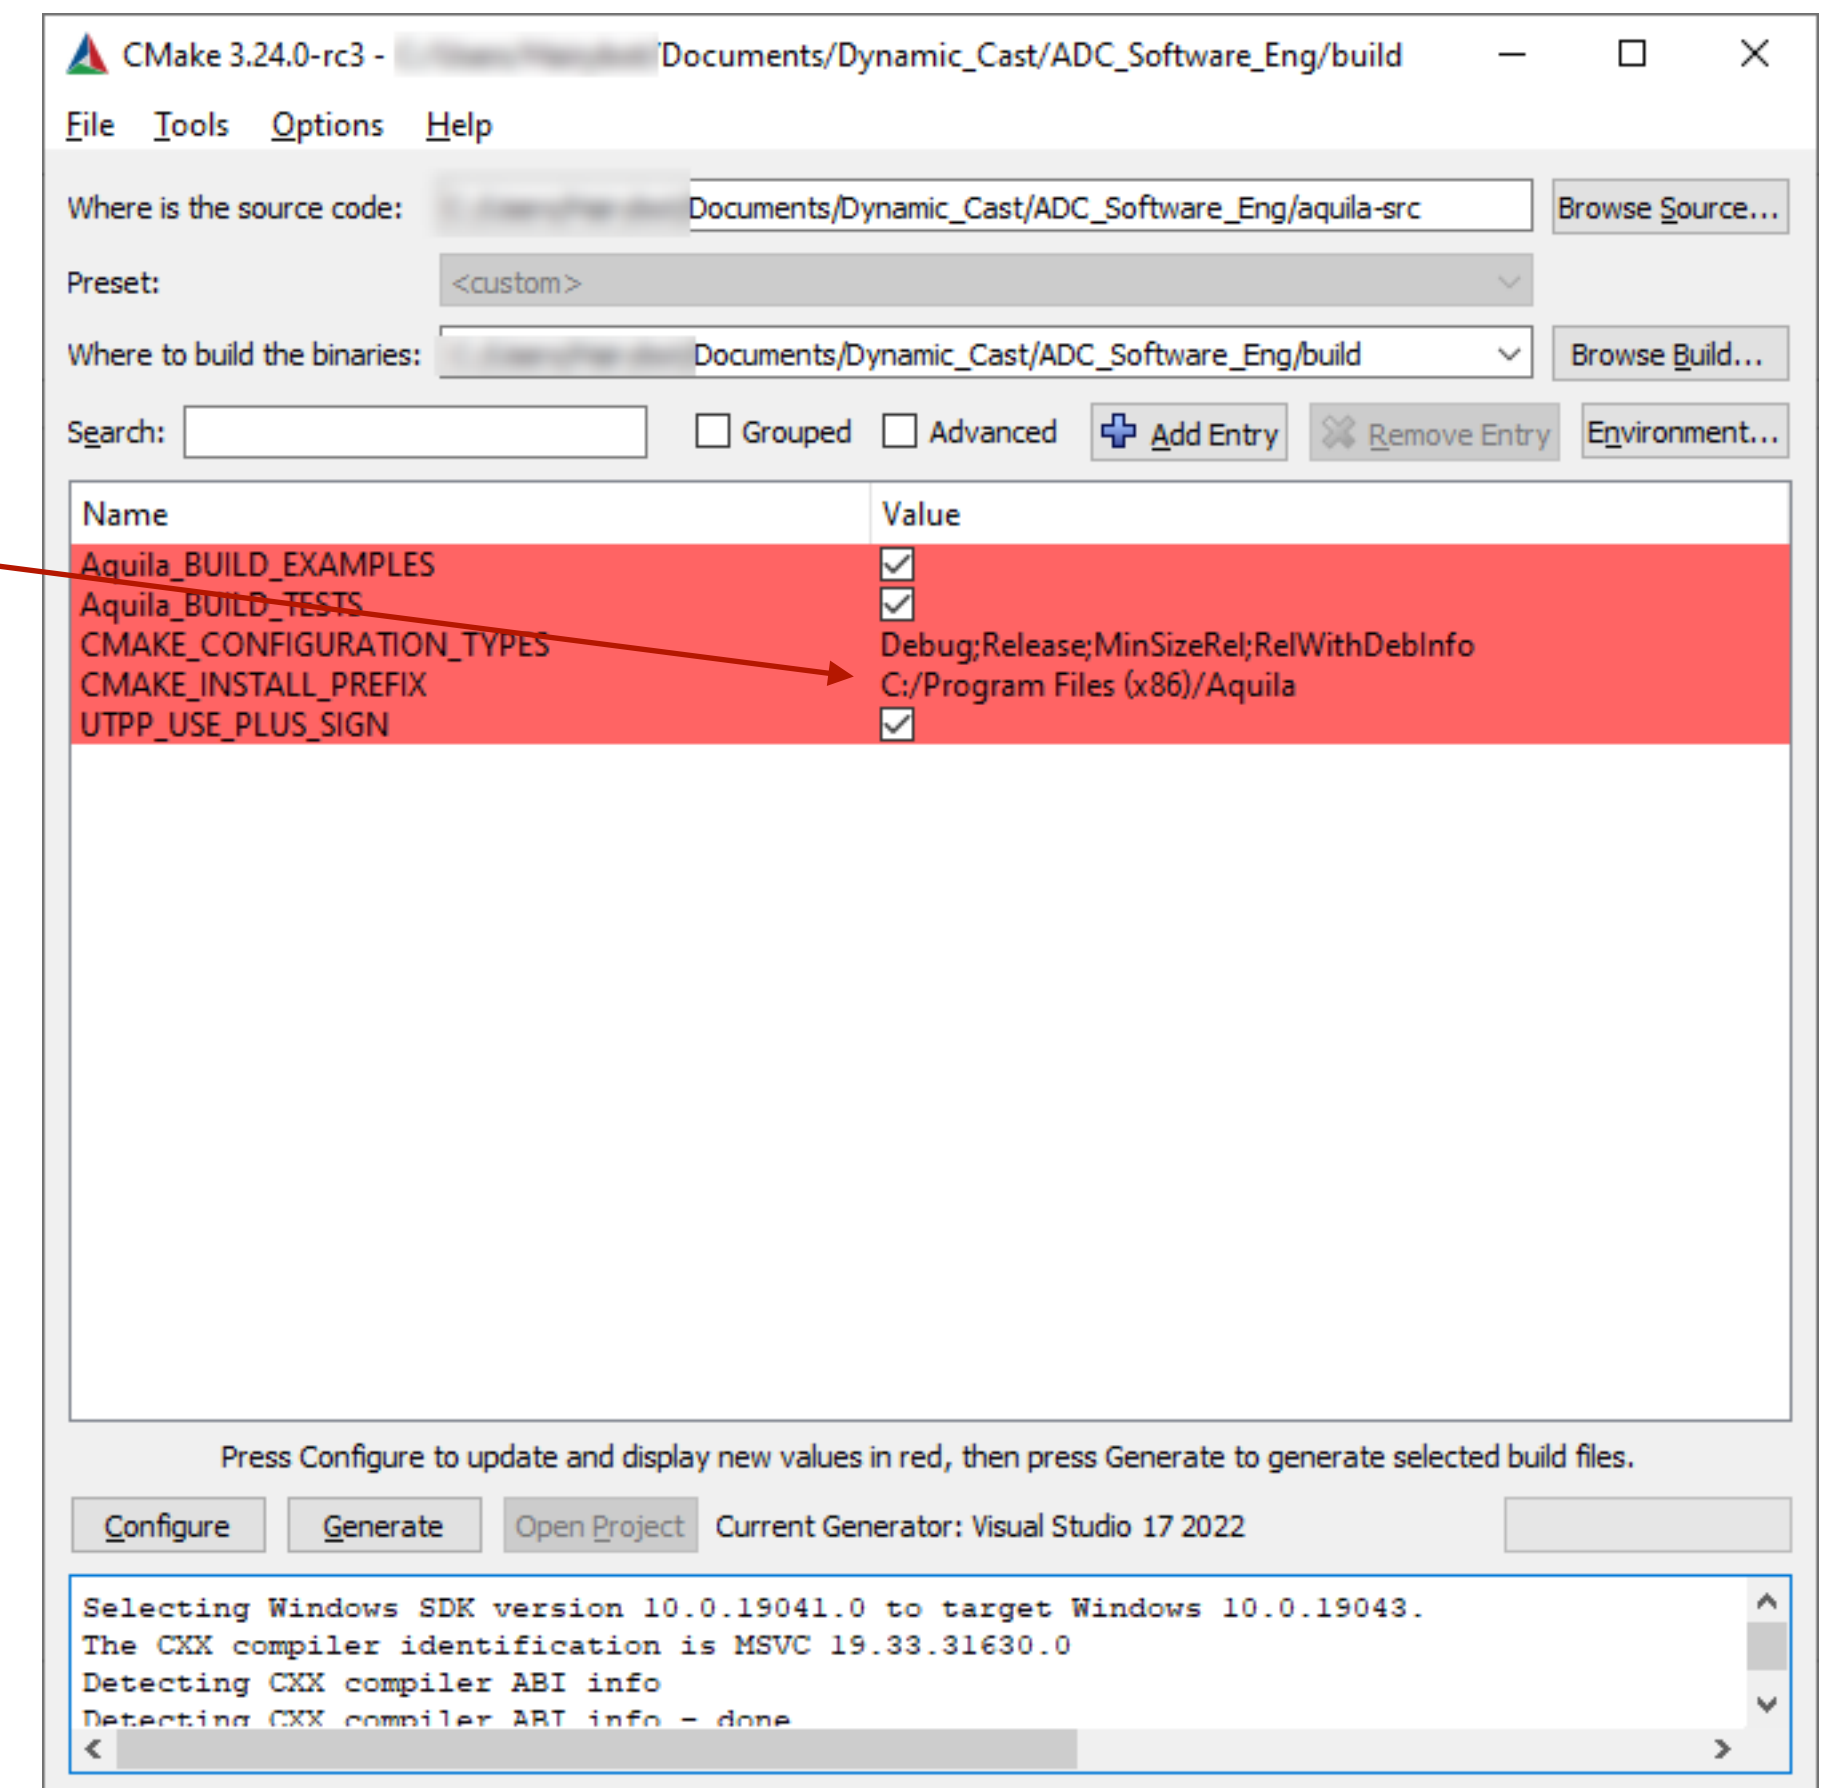 CMake 3.24.0-rc3 - /Documents/Dynamic_Cast/ADC_Software_Eng/build
File Tools Options Help
Where is the source code: Documents/Dynamic_Cast/ADC_Software_Eng/aquila-src Browse Source...
Preset: <custom>
Where to build the binaries: Documents/Dynamic_Cast/ADC_Software_Eng/build Browse Build...
Search: Grouped Advanced Add Entry Remove Entry Environment...
Name Value
Aquila_BUILD_EXAMPLES
Aquila_BUILD_TESTS
CMAKE_CONFIGURATION_TYPES Debug;Release;MinSizeRel;RelWithDebInfo
CMAKE_INSTALL_PREFIX C:/Program Files (x86)/Aquila
UTPP_USE_PLUS_SIGN
Press Configure to update and display new values in red, then press Generate to generate selected build files.
Configure Generate Open Project Current Generator: Visual Studio 17 2022
Selecting Windows SDK version 10.0.19041.0 to target Windows 10.0.19043.
The CXX compiler identification is MSVC 19.33.31630.0
Detecting CXX compiler ABI info
Detecting CXX compiler ABI info - done